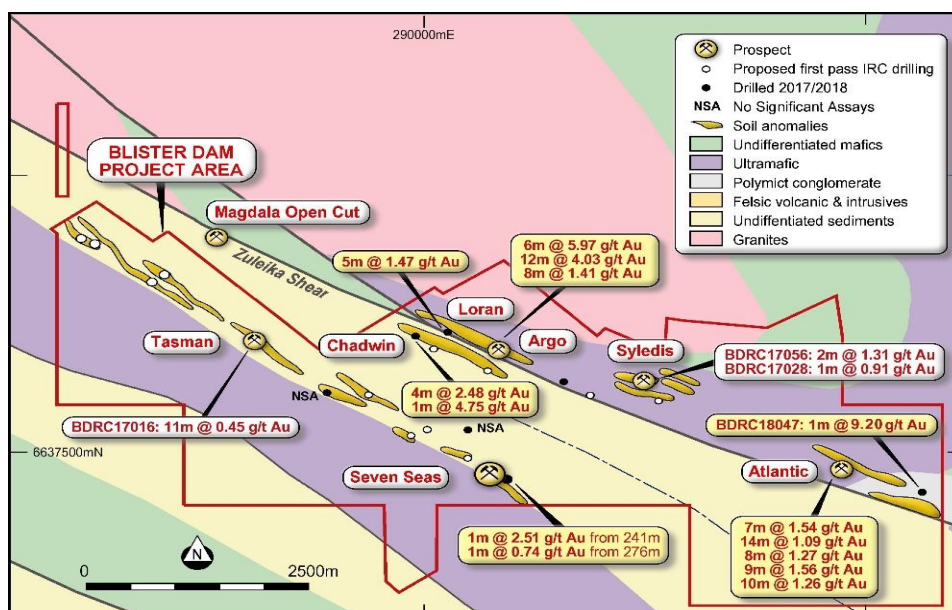 290000mE
Prospect
Proposed first pass IRC drilling
Drilled 2017/2018
NSA No Significant Assays
Soil anomalies
Undifferentiated mafics
Ultramafic
Polymict conglomerate
Felsic volcanic & intrusives
Undiffentiated sediments
Granites
BLISTER DAM
PROJECT AREA
Magdala Open Cut
Zuleika Shear
5m @ 1.47 g/t Au
6m @ 5.97 g/t Au
12m @ 4.03 g/t Au
8m @ 1.41 g/t Au
Loran
Tasman
Chadwin
Argo
Syledis
BDRC17056: 2m @ 1.31 g/t Au
BDRC17028: 1m @ 0.91 g/t Au
NSA
4m @ 2.48 g/t Au
1m @ 4.75 g/t Au
BDRC17016: 11m @ 0.45 g/t Au
NSA
BDRC18047: 1m @ 9.20 g/t Au
6637500mN
Seven Seas
Atlantic
1m @ 2.51 g/t Au from 241m
1m @ 0.74 g/t Au from 276m
7m @ 1.54 g/t Au
14m @ 1.09 g/t Au
8m @ 1.27 g/t Au
9m @ 1.56 g/t Au
10m @ 1.26 g/t Au
N
0 2500m